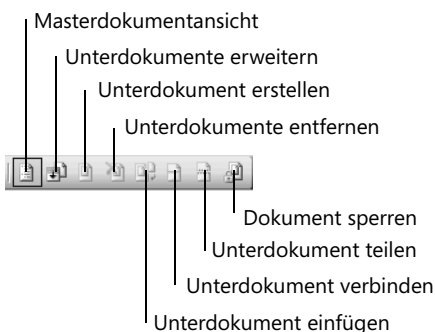 Masterdokumentansicht
Unterdokumente erweitern
Unterdokument erstellen
Unterdokumente entfernen
Dokument sperren
Unterdokument teilen
Unterdokument verbinden
Unterdokument einfügen